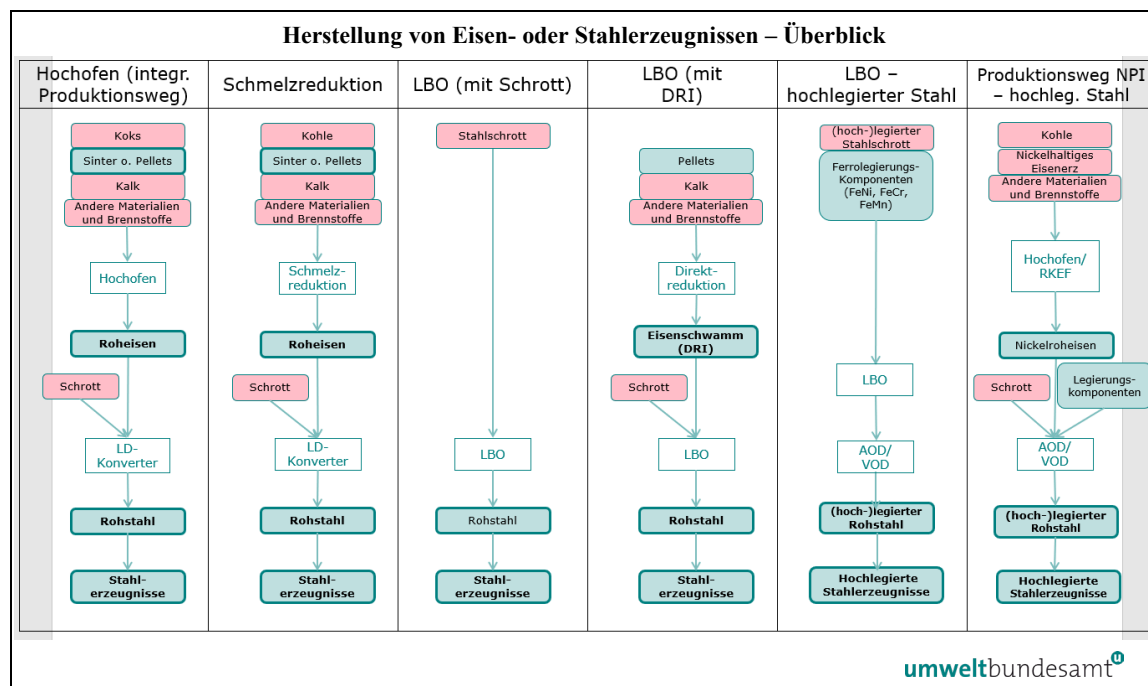 Herstellung von Eisen- oder Stahlerzeugnissen – Überblick
Hochofen (integr.
Produktionsweg)
Koks
Sinter o. Pellets
Kalk
Andere Materialien
und Brennstoffe
Hochofen
Roheisen
Schrott
LD-
Konverter
Rohstahl
Stahl-
erzeugnisse
Schmelzreduktion
Kohle
Sinter o. Pellets
Kalk
Andere Materialien
und Brennstoffe
Schmelz-
reduktion
Roheisen
Schrott
LD-
Konverter
Rohstahl
Stahl-
erzeugnisse
LBO (mit Schrott)
Stahlschrott
LBO
Rohstahl
Stahl-
erzeugnisse
LBO (mit
DRI)
Pellets
Kalk
Andere Materialien
und Brennstoffe
Direkt-
reduktion
Eisenschwamm
(DRI)
Schrott
LBO
Rohstahl
Stahl-
erzeugnisse
LBO –
hochlegierter Stahl
(hoch-)legierter
Stahlschrott
Ferrolegierungs-
Komponenten
(FeNi, FeCr,
FeMn)
LBO
AOD/
VOD
(hoch-)legierter
Rohstahl
Hochlegierte
Stahlerzeugnisse
Produktionsweg NPI
– hochleg. Stahl
Kohle
Nickelhaltiges
Eisenerz
Andere Materialien
und Brennstoffe
Hochofen/
RKEF
Nickelroheisen
Schrott
Legierungs-
komponenten
AOD/
VOD
(hoch-)legierter
Rohstahl
Hochlegierte
Stahlerzeugnisse
umweltbundesamt u